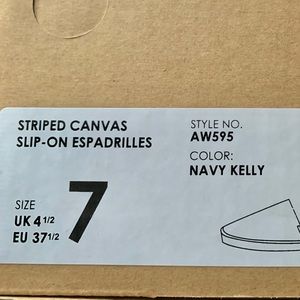 STRIPED CANVAS
SLIP-ON ESPADRILLES
STYLE NO.
AW595
COLOR:
NAVY KELLY
SIZE
7
UK 4 1/2
EU 37 1/2